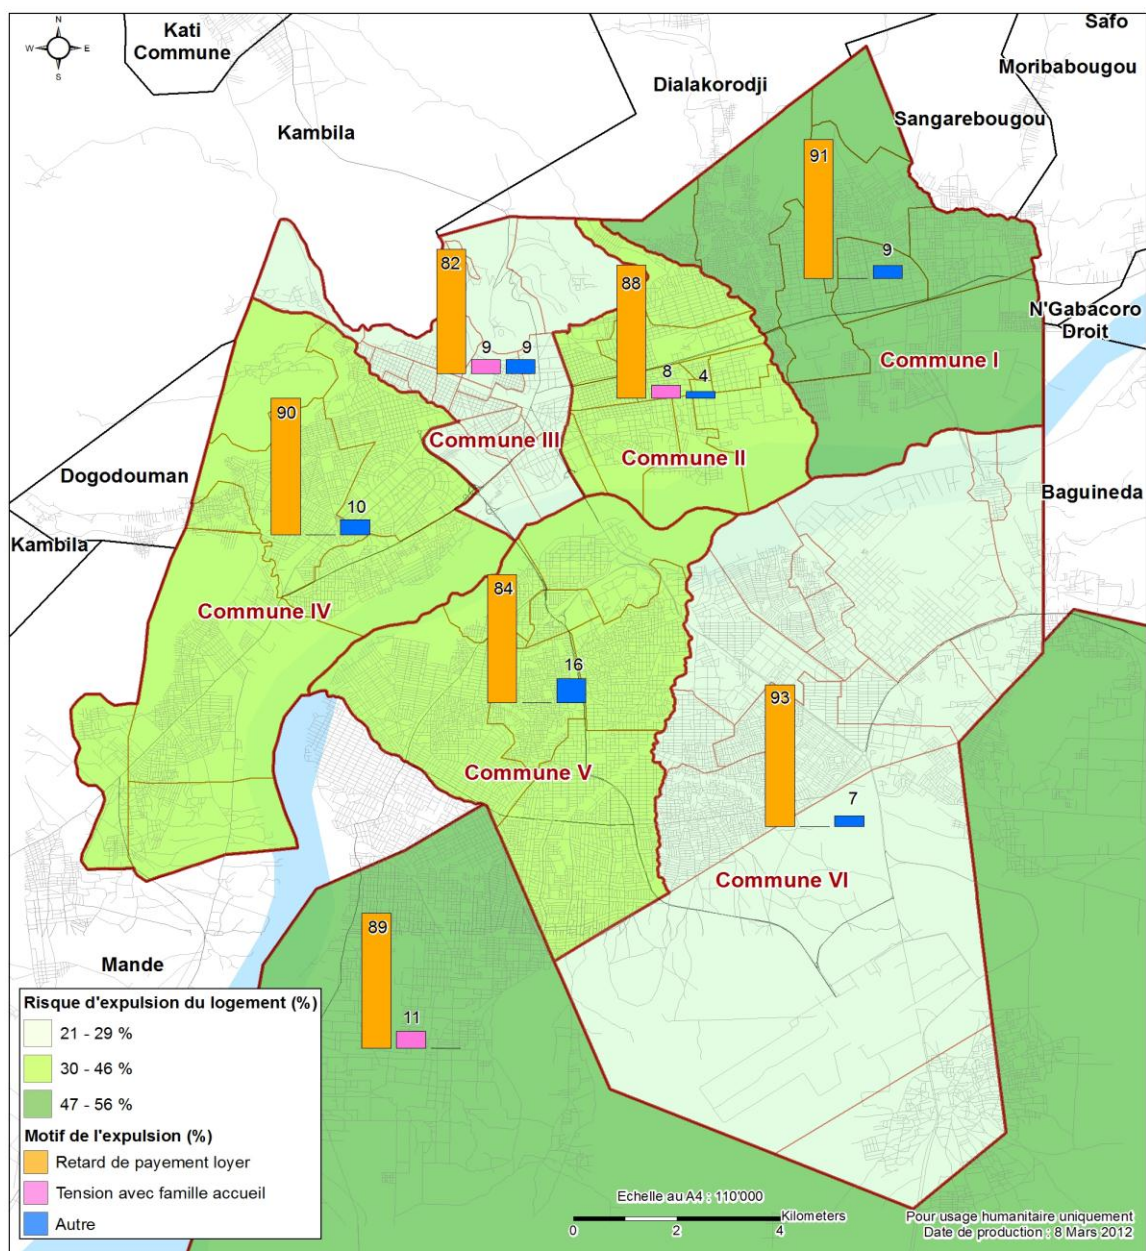 N
W E
S
Kati
Commune
Safo
Moribabougou
Dialakorodji
Sangarebougou
Kambila
91
9
82
9
9
88
8
4
N'Gabacoro
Droit
Commune I
90
10
Commune III
Commune II
Dogodouman
Kambila
Baguineda
Commune IV
84
16
93
7
Commune V
Commune VI
89
11
Mande
Risque d'expulsion du logement (%)
21 - 29 %
30 - 46 %
47 - 56 %
Motif de l'expulsion (%)
Retard de payement loyer
Tension avec famille accueil
Autre
Echelle au A4 : 110'000
Kilometers
0 2 4
Pour usage humanitaire uniquement
Date de production : 8 Mars 2012